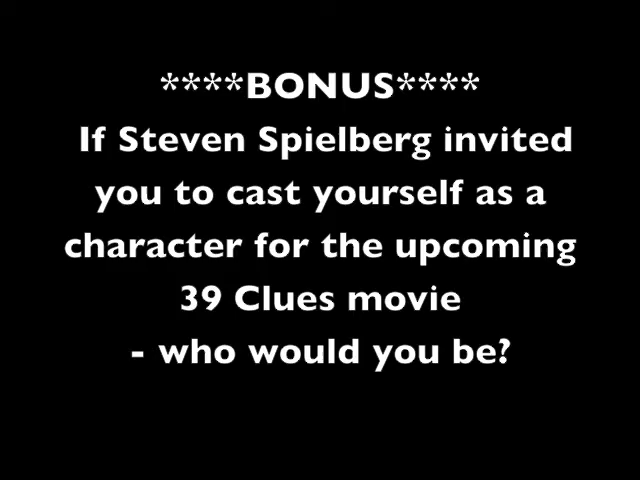 ****BONUS****
If Steven Spielberg invited
you to cast yourself as a
character for the upcoming
39 Clues movie
- who would you be?